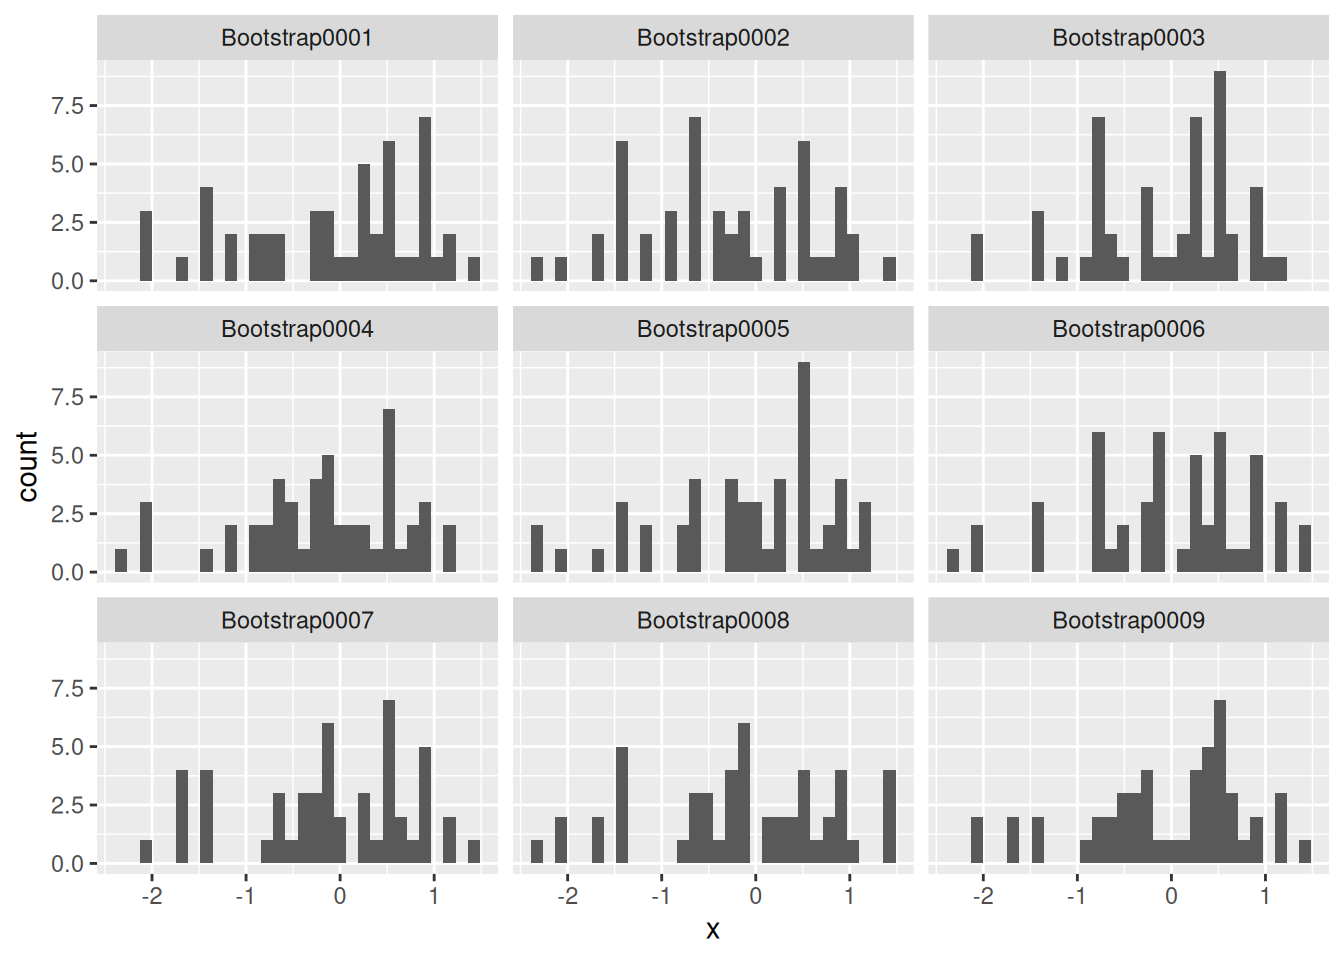 Bootstrap0001 Bootstrap0002 Bootstrap0003
7.5
5.0
2.5
0.0
Bootstrap0004 Bootstrap0005 Bootstrap0006
7.5
5.0
2.5
0.0
count
Bootstrap0007 Bootstrap0008 Bootstrap0009
7.5
5.0
2.5
0.0
-2 -1 0 1 -2 -1 0 1 -2 -1 0 1
x